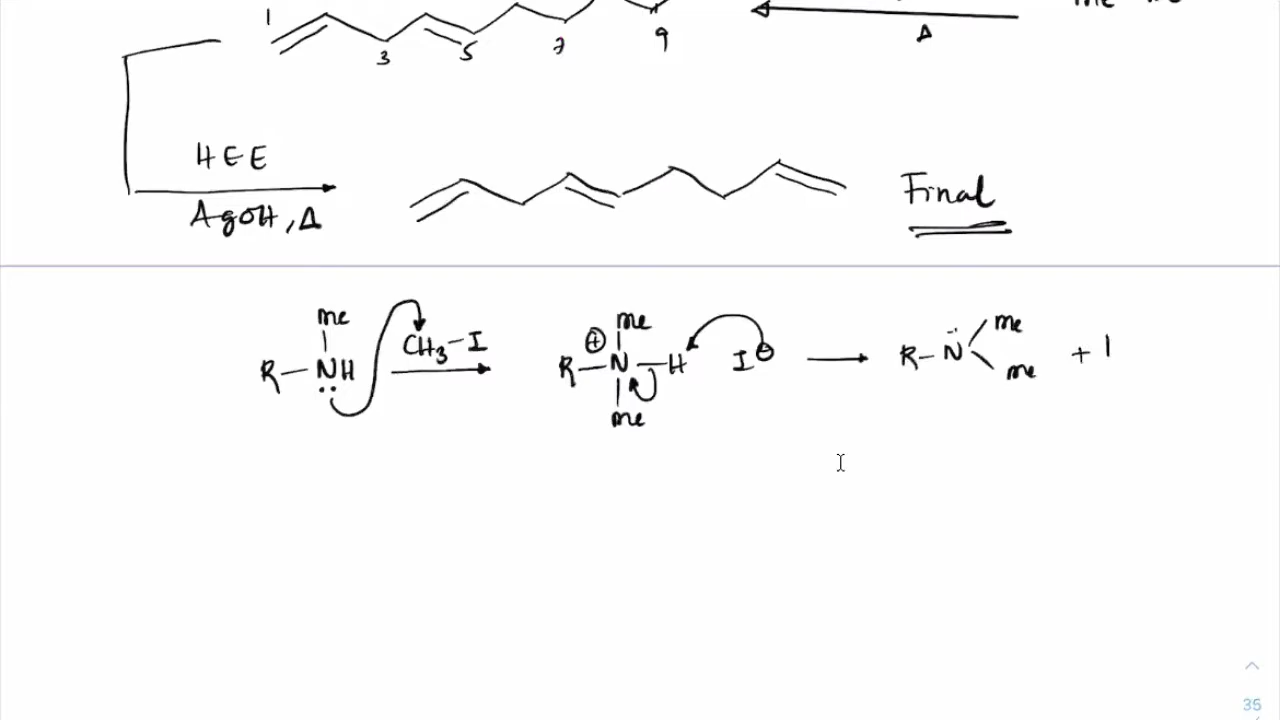 1 3 5 7 9 Δ
HEE
AgOH, Δ
Final
me
CH3-I
R-NH
⊕ me
R-N-H I⊖
me
R-N̈ me
me
+ 1
35